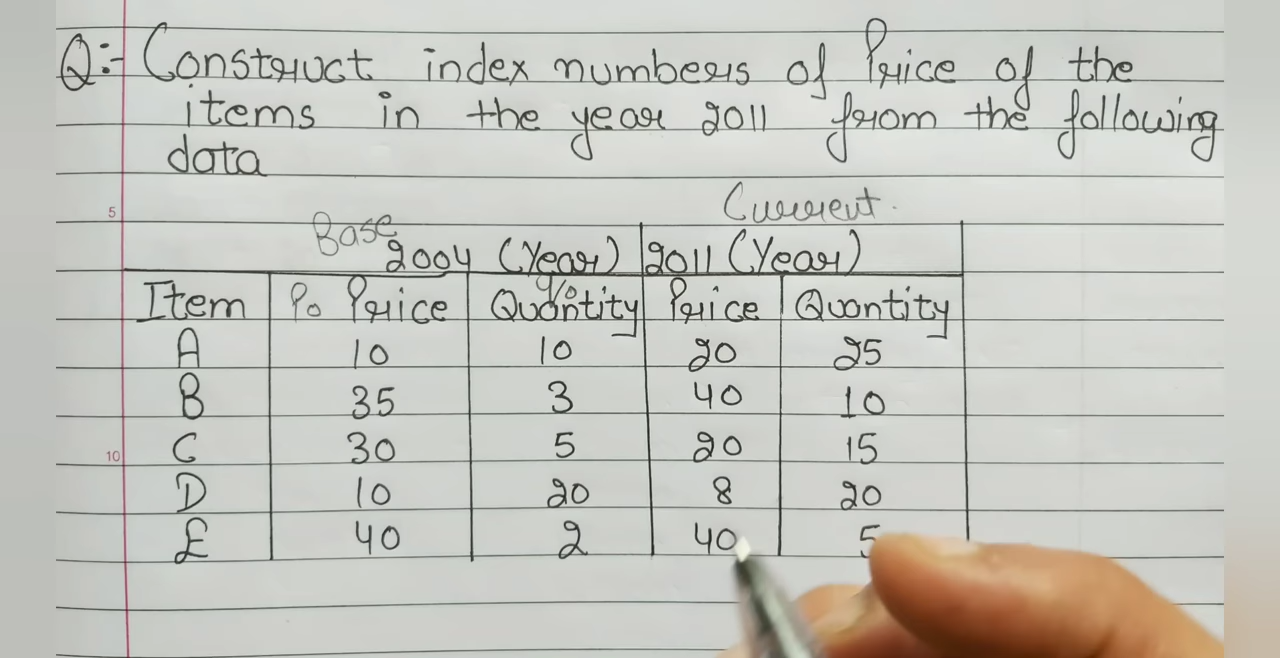 Q:- Construct index numbers of Price of the
items in the year 2011 from the following
data
5
Current.
Base
2004 (Year) 2011 (Year)
Item P₀ Price Quantity q₀ Price Quantity
A 10 10 20 25
B 35 3 40 10
10
C 30 5 20 15
D 10 20 8 20
E 40 2 40 5